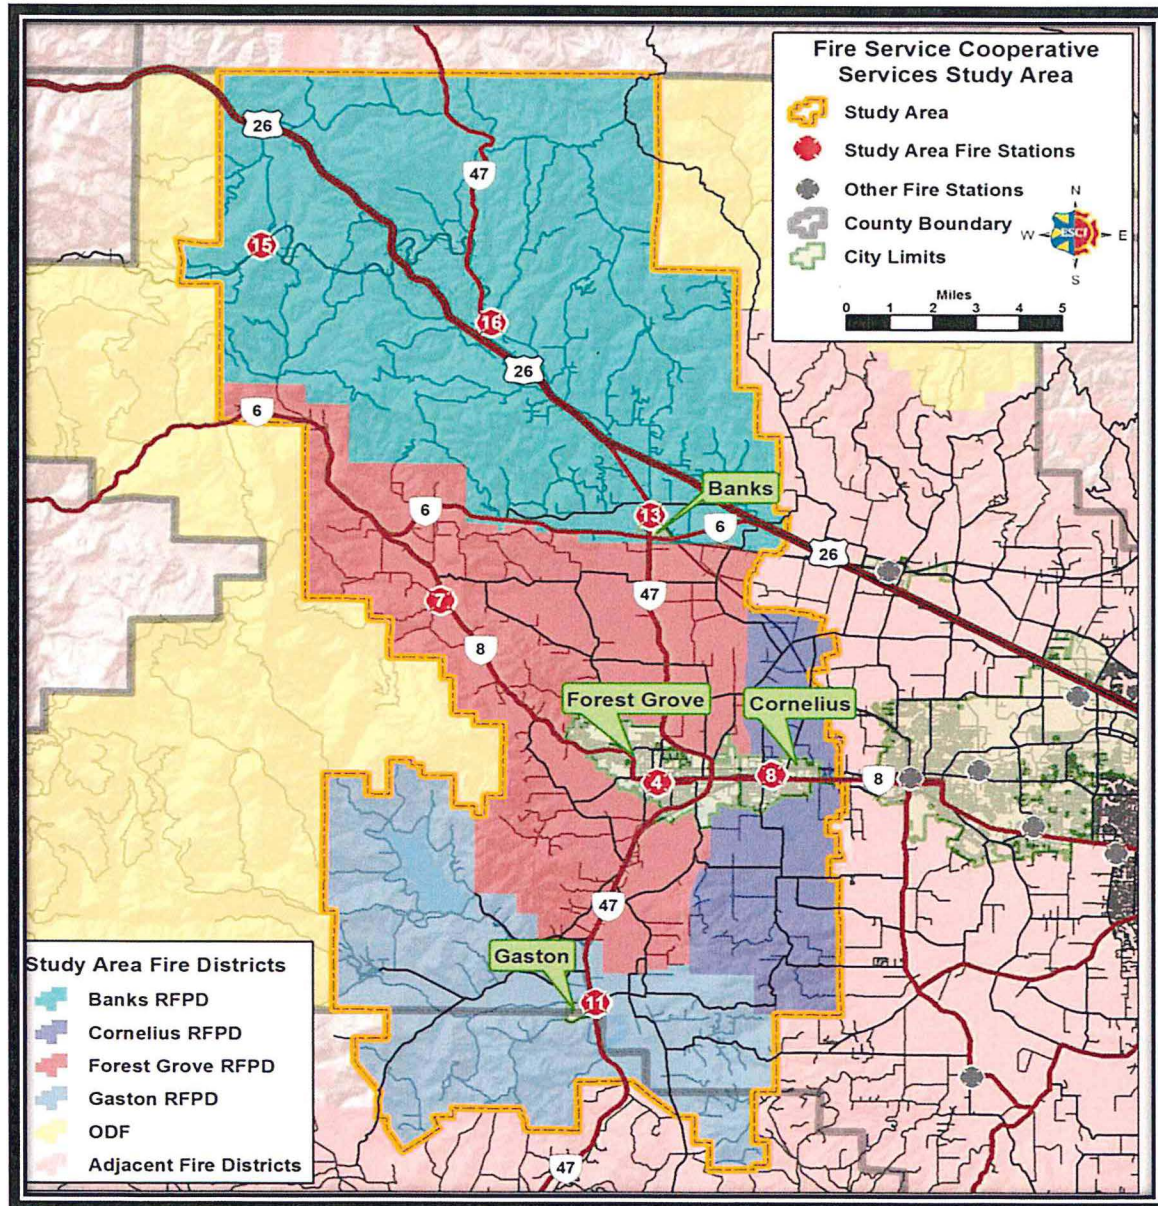 Fire Service Cooperative
Services Study Area
Study Area
Study Area Fire Stations
Other Fire Stations
County Boundary
City Limits
N
W
ESCI
E
S
Miles
0 1 2 3 4 5
26
47
15
16
26
6
Banks
13
6
6
26
47
7
8
Forest Grove
Cornelius
4
8
8
47
Gaston
11
47
Study Area Fire Districts
Banks RFPD
Cornelius RFPD
Forest Grove RFPD
Gaston RFPD
ODF
Adjacent Fire Districts